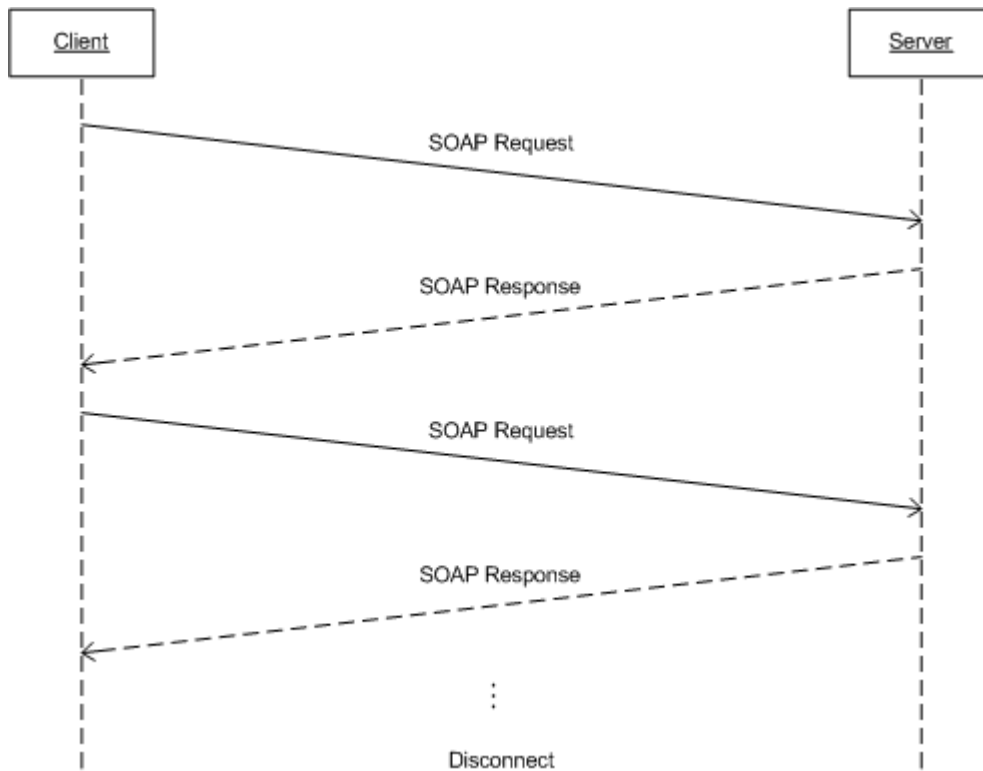 Client
Server
SOAP Request
SOAP Response
SOAP Request
SOAP Response
⋮
Disconnect